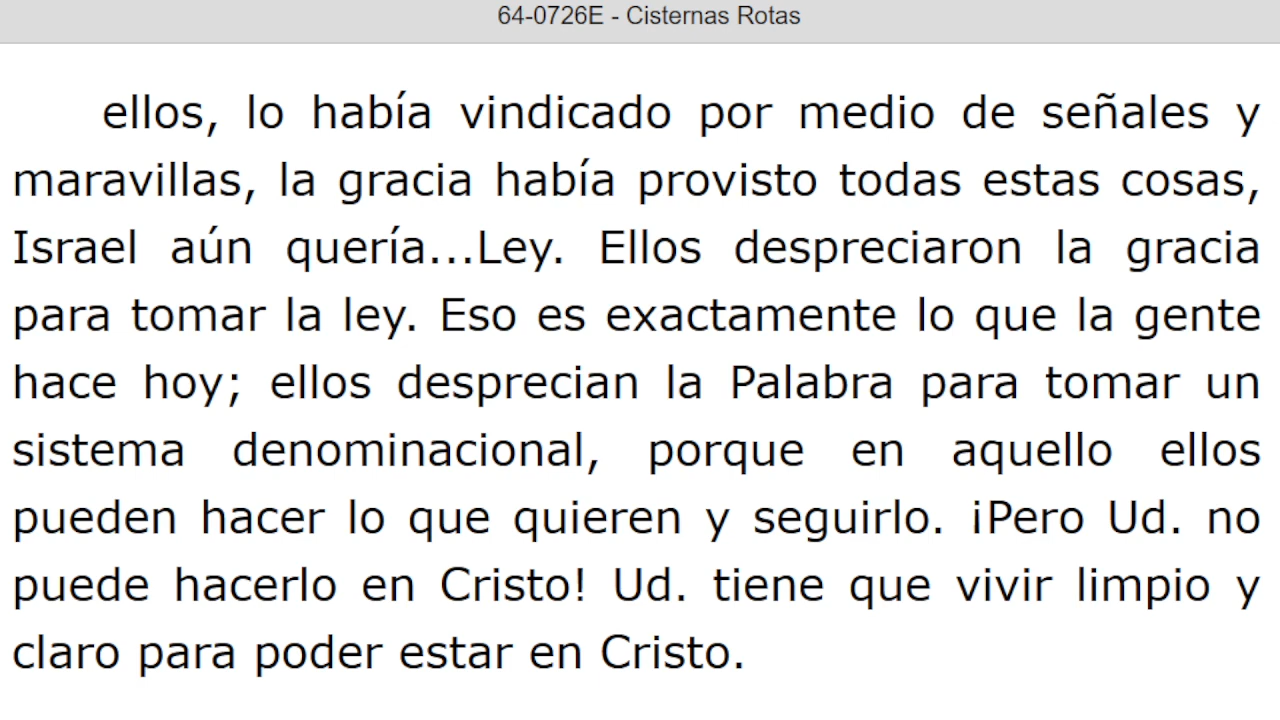 64-0726E - Cisternas Rotas
ellos, lo había vindicado por medio de señales y
maravillas, la gracia había provisto todas estas cosas,
Israel aún quería...Ley. Ellos despreciaron la gracia
para tomar la ley. Eso es exactamente lo que la gente
hace hoy; ellos desprecian la Palabra para tomar un
sistema denominacional, porque en aquello ellos
pueden hacer lo que quieren y seguirlo. ¡Pero Ud. no
puede hacerlo en Cristo! Ud. tiene que vivir limpio y
claro para poder estar en Cristo.